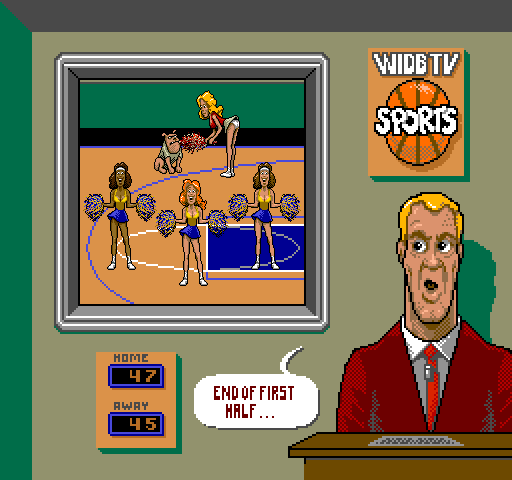 WIDB TV
SPORTS
HOME
47
AWAY
45
END OF FIRST
HALF...